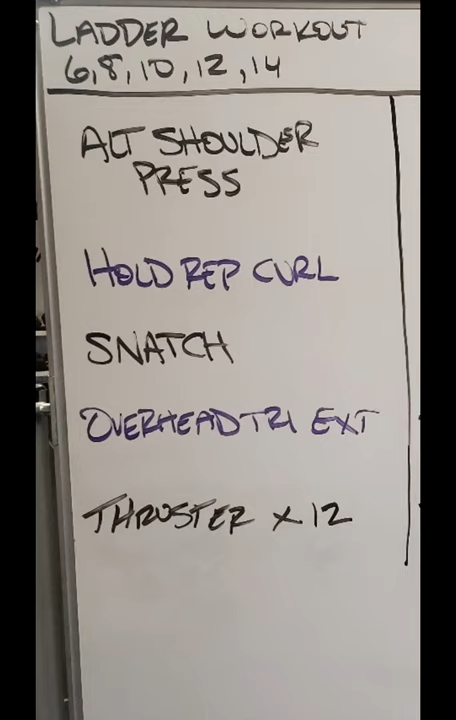 LADDER WORKOUT
6, 8, 10, 12, 14
ALT SHOULDER
PRESS
HOLD REP CURL
SNATCH
OVERHEAD TRI EXT
THRUSTER X 12